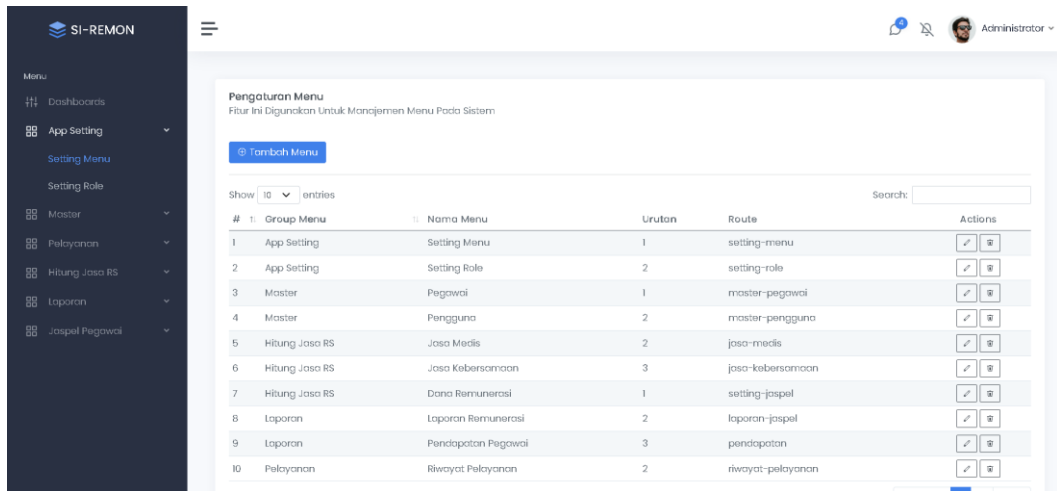 SI-REMON
4
Administrator
Menu
Dashboards
App Setting
Setting Menu
Setting Role
Master
Pelayanan
Hitung Jasa RS
Laporan
Jaspel Pegawai
Pengaturan Menu
Fitur Ini Digunakan Untuk Manajemen Menu Pada Sistem
Tambah Menu
Show 10 entries
Search:
# Group Menu Nama Menu Urutan Route Actions
1 App Setting Setting Menu 1 setting-menu
2 App Setting Setting Role 2 setting-role
3 Master Pegawai 1 master-pegawai
4 Master Pengguna 2 master-pengguna
5 Hitung Jasa RS Jasa Medis 2 jasa-medis
6 Hitung Jasa RS Jasa Kebersamaan 3 jasa-kebersamaan
7 Hitung Jasa RS Dana Remunerasi 1 setting-jaspel
8 Laporan Laporan Remunerasi 2 laporan-jaspel
9 Laporan Pendapatan Pegawai 3 pendapatan
10 Pelayanan Riwayat Pelayanan 2 riwayat-pelayanan